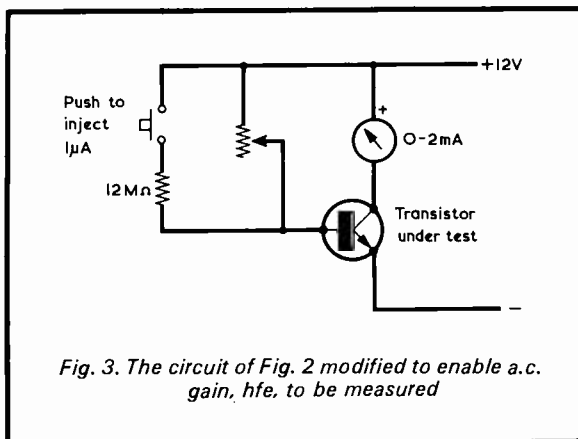 +12V
Push to
inject
1μA
+
0-2mA
12MΩ
Transistor
under test
−
Fig. 3. The circuit of Fig. 2 modified to enable a.c.
gain, hfe, to be measured